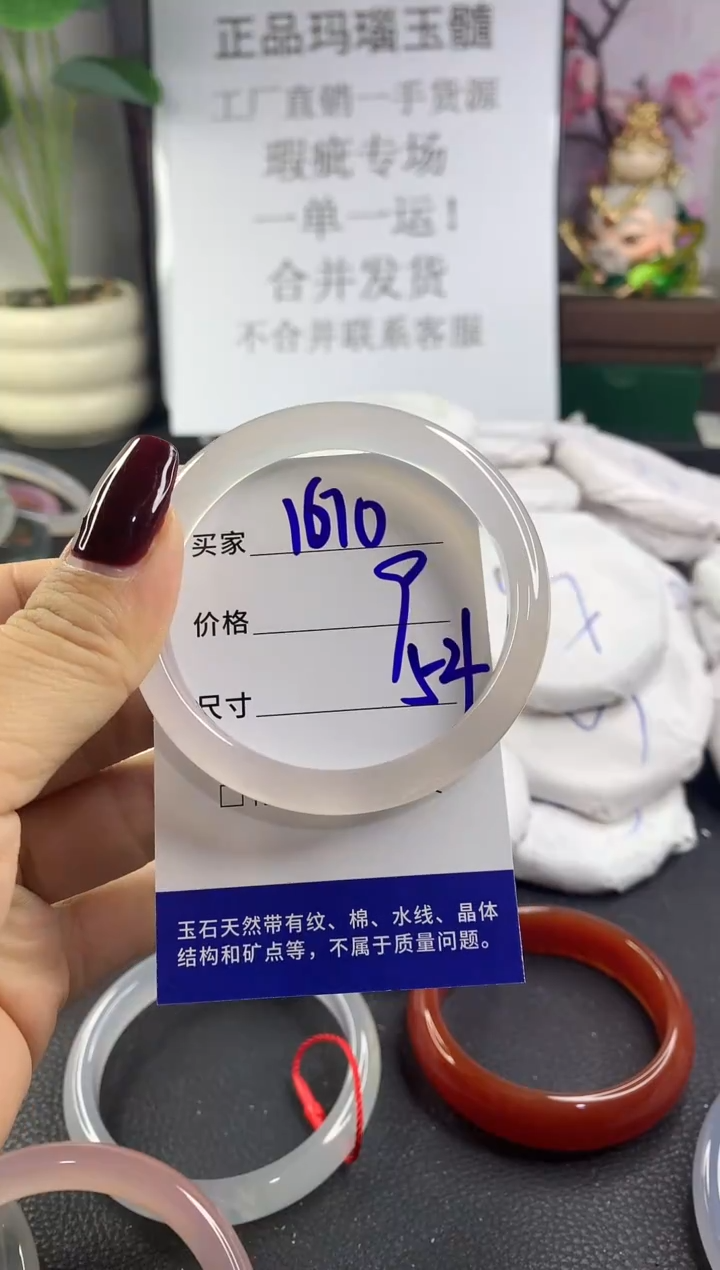 正品玛瑙玉髓
工厂直销一手货源
瑕疵专场
一单一运！
合并发货
不合并联系客服
买家 1670
价格
尺寸 54
玉石天然带有纹、棉、水线、晶体
结构和矿点等，不属于质量问题。